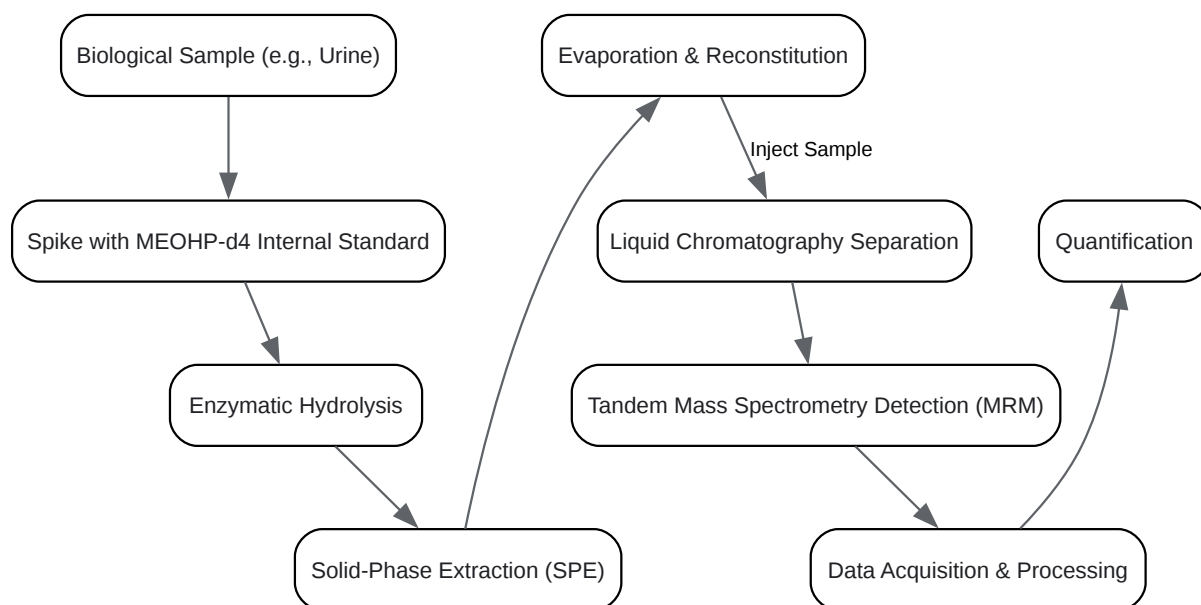 Biological Sample (e.g., Urine)
Spike with MEOHP-d4 Internal Standard
Enzymatic Hydrolysis
Solid-Phase Extraction (SPE)
Evaporation & Reconstitution
Inject Sample
Liquid Chromatography Separation
Tandem Mass Spectrometry Detection (MRM)
Data Acquisition & Processing
Quantification